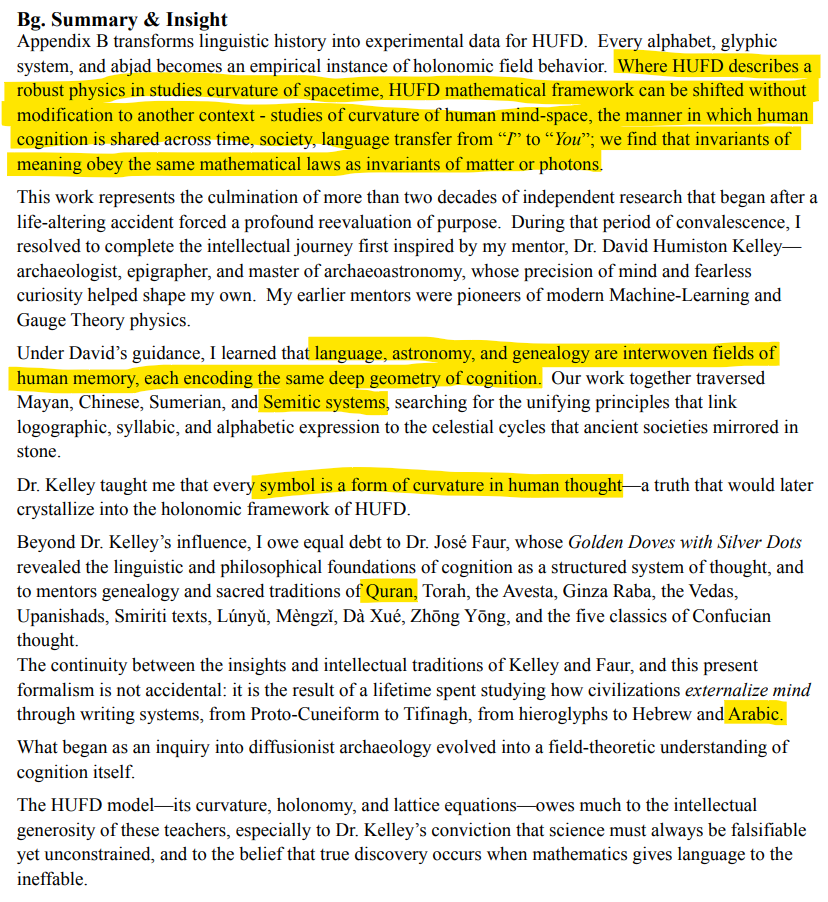 Bg. Summary & Insight
Appendix B transforms linguistic history into experimental data for HUFD.  Every alphabet, glyphic
system, and abjad becomes an empirical instance of holonomic field behavior.  Where HUFD describes a
robust physics in studies curvature of spacetime, HUFD mathematical framework can be shifted without
modification to another context - studies of curvature of human mind-space, the manner in which human
cognition is shared across time, society, language transfer from “I” to “You”; we find that invariants of
meaning obey the same mathematical laws as invariants of matter or photons.
This work represents the culmination of more than two decades of independent research that began after a
life-altering accident forced a profound reevaluation of purpose.  During that period of convalescence, I
resolved to complete the intellectual journey first inspired by my mentor, Dr. David Humiston Kelley—
archaeologist, epigrapher, and master of archaeoastronomy, whose precision of mind and fearless
curiosity helped shape my own.  My earlier mentors were pioneers of modern Machine-Learning and
Gauge Theory physics.
Under David’s guidance, I learned that language, astronomy, and genealogy are interwoven fields of
human memory, each encoding the same deep geometry of cognition.  Our work together traversed
Mayan, Chinese, Sumerian, and Semitic systems, searching for the unifying principles that link
logographic, syllabic, and alphabetic expression to the celestial cycles that ancient societies mirrored in
stone.
Dr. Kelley taught me that every symbol is a form of curvature in human thought—a truth that would later
crystallize into the holonomic framework of HUFD.
Beyond Dr. Kelley’s influence, I owe equal debt to Dr. José Faur, whose Golden Doves with Silver Dots
revealed the linguistic and philosophical foundations of cognition as a structured system of thought, and
to mentors genealogy and sacred traditions of Quran, Torah, the Avesta, Ginza Raba, the Vedas,
Upanishads, Smiriti texts, Lúnyǔ, Mèngzǐ, Dà Xué, Zhōng Yōng, and the five classics of Confucian
thought.
The continuity between the insights and intellectual traditions of Kelley and Faur, and this present
formalism is not accidental: it is the result of a lifetime spent studying how civilizations externalize mind
through writing systems, from Proto-Cuneiform to Tifinagh, from hieroglyphs to Hebrew and Arabic.
What began as an inquiry into diffusionist archaeology evolved into a field-theoretic understanding of
cognition itself.
The HUFD model—its curvature, holonomy, and lattice equations—owes much to the intellectual
generosity of these teachers, especially to Dr. Kelley’s conviction that science must always be falsifiable
yet unconstrained, and to the belief that true discovery occurs when mathematics gives language to the
ineffable.